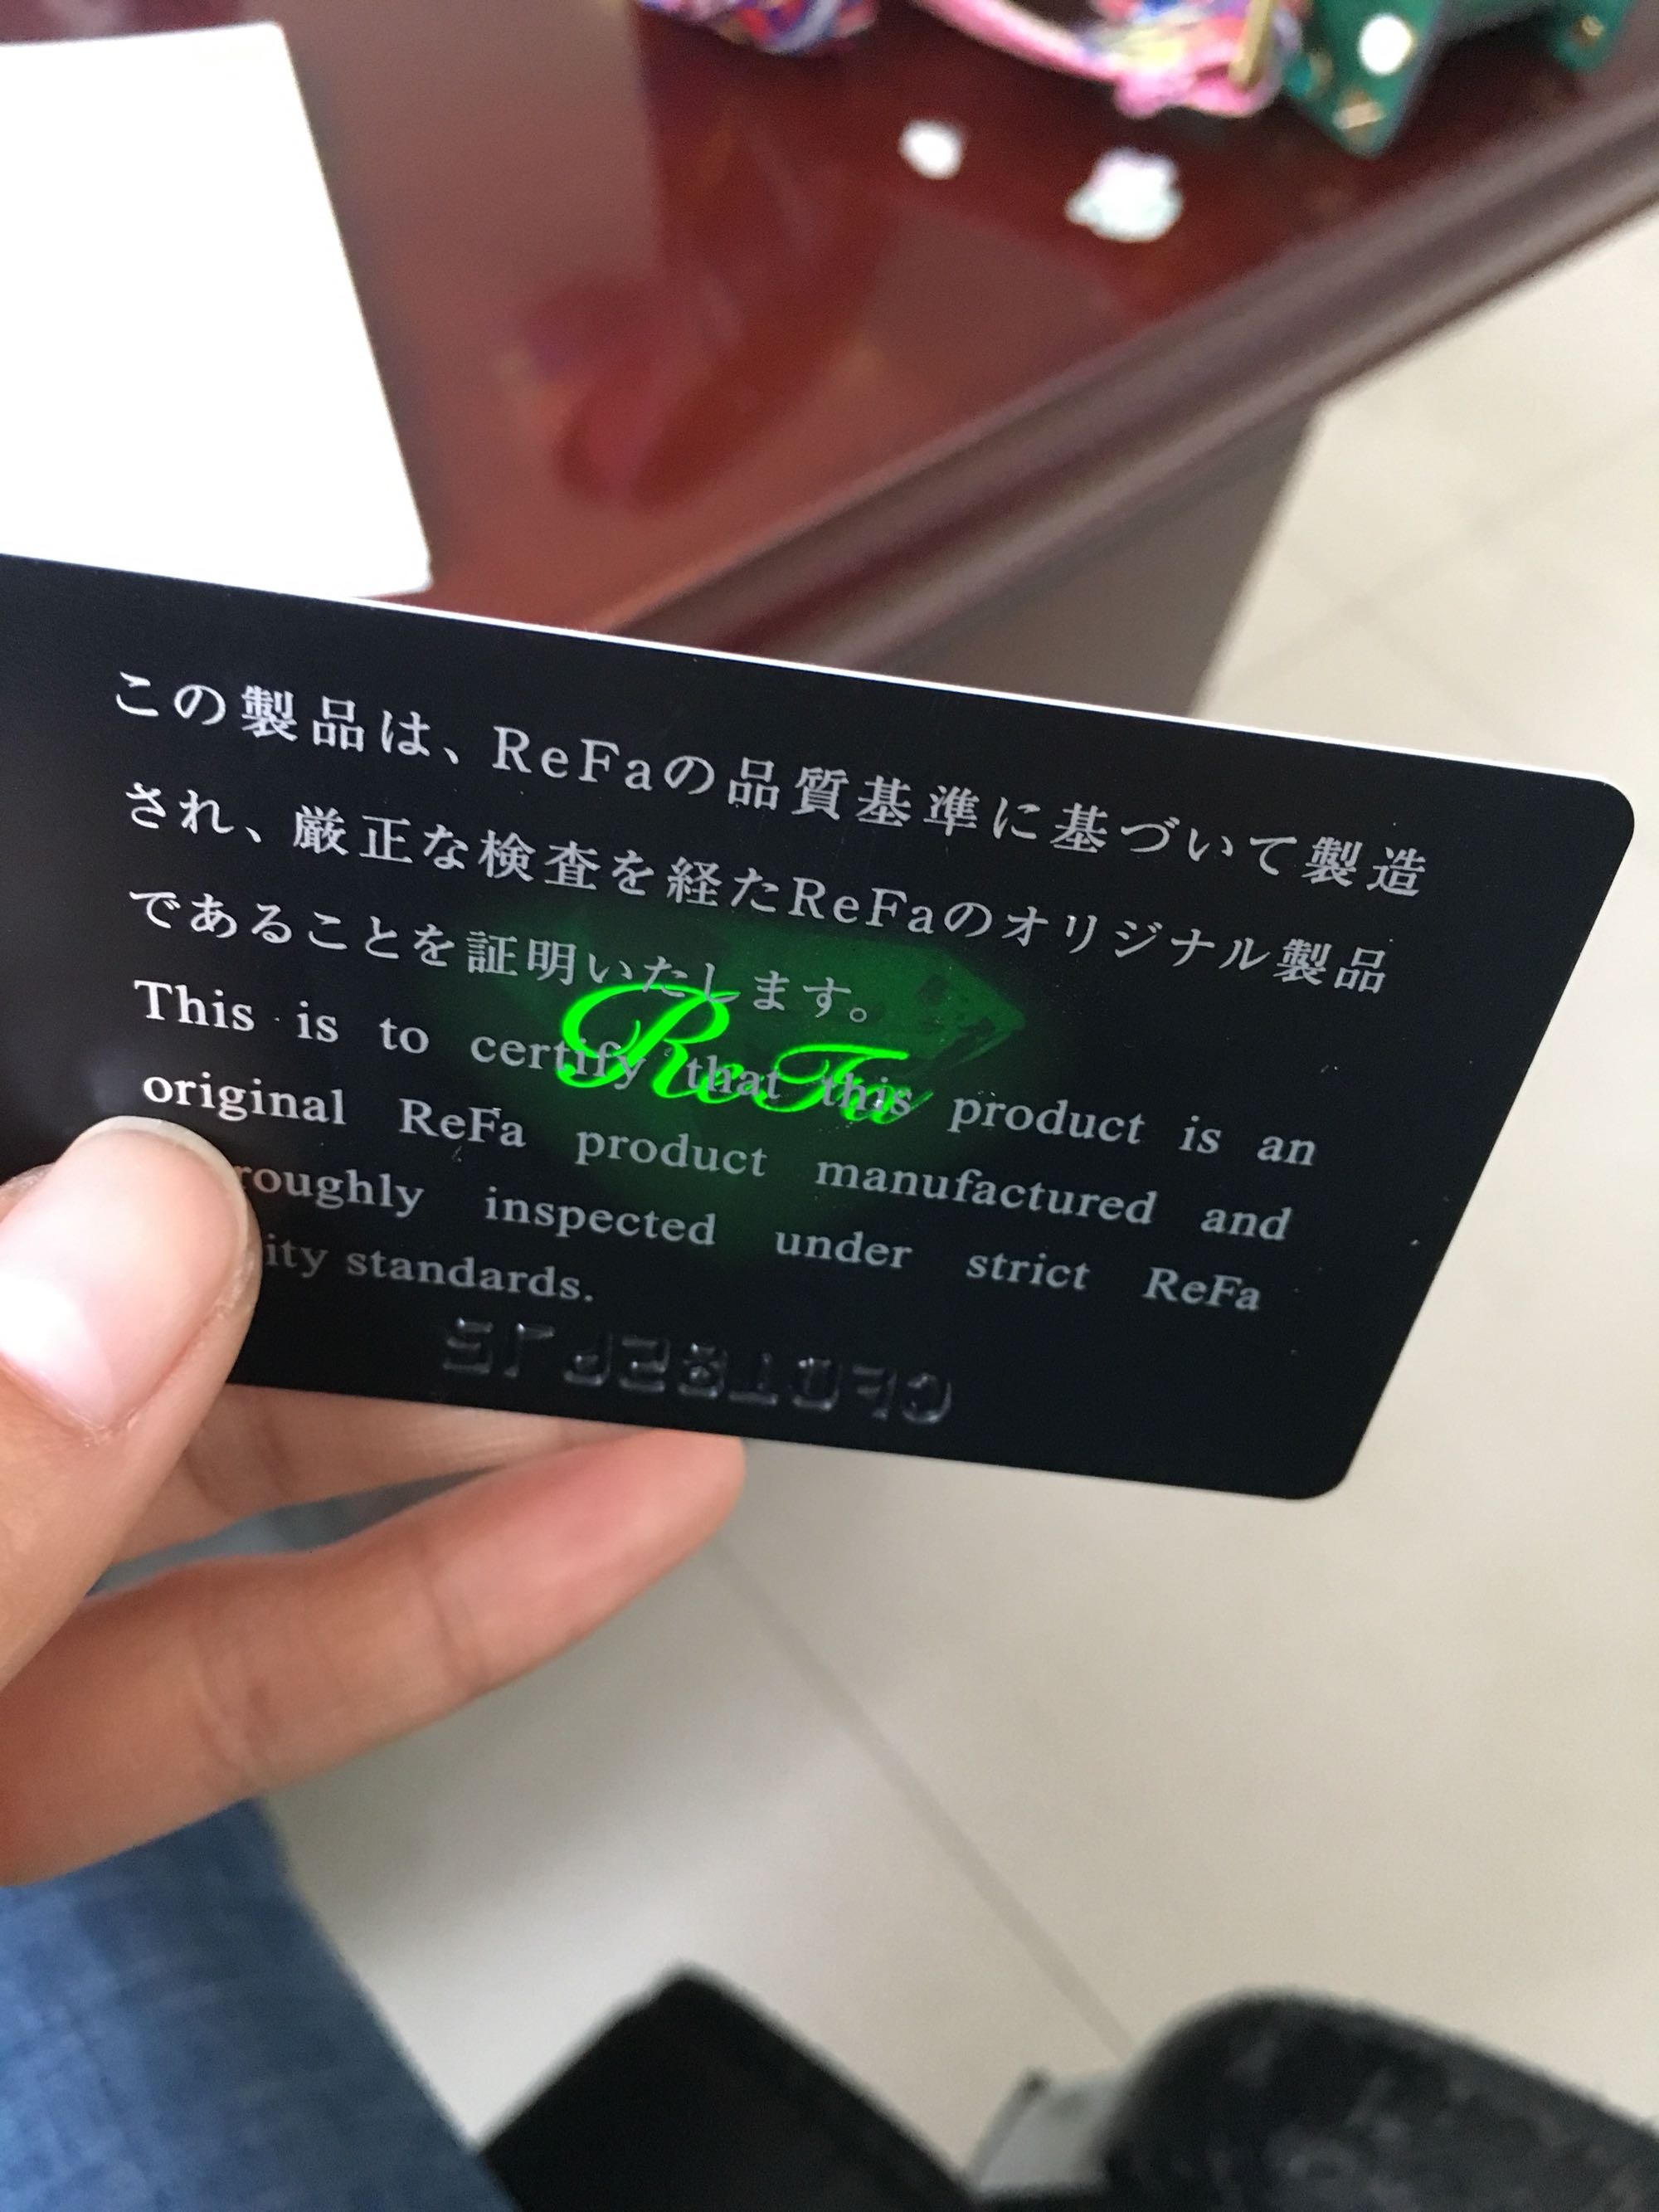 この製品は、ReFaの品質基準に基づいて製造
され、厳正な検査を経たReFaのオリジナル製品
であることを証明いたします。
ReFa
This is to certify that this product is an
original ReFa product manufactured and
roughly inspected under strict ReFa
ity standards.